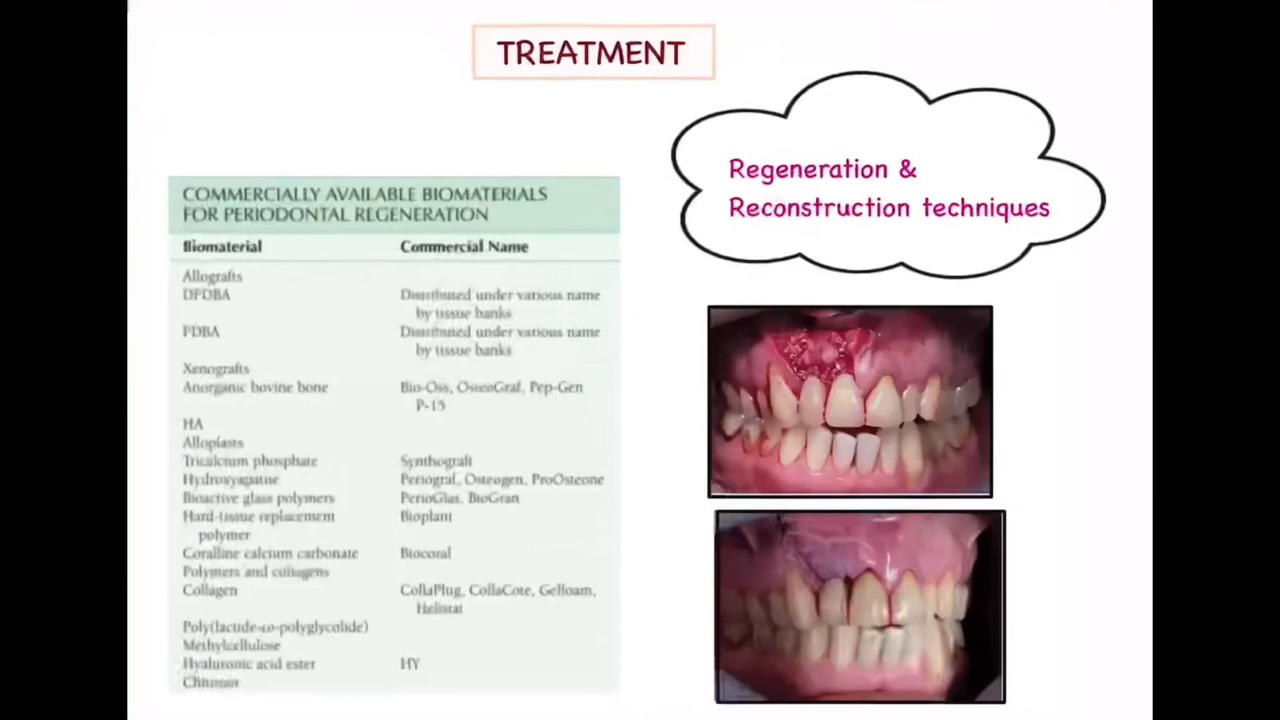 TREATMENT
Regeneration &
Reconstruction techniques
COMMERCIALLY AVAILABLE BIOMATERIALS
FOR PERIODONTAL REGENERATION
Biomaterial Commercial Name
Allografts
DFDBA Distributed under various name
by tissue banks
FDBA Distributed under various name
by tissue banks
Xenografts
Anorganic bovine bone Bio-Oss, OsteoGraf, Pep-Gen
P-15
HA
Alloplasts
Tricalcium phosphate Synthograft
Hydroxyapatite Periograf, Osteogen, ProOsteone
Bioactive glass polymers PerioGlas, BioGran
Hard-tissue replacement Bioplant
polymer
Coralline calcium carbonate Biocoral
Polymers and collagens
Collagen CollaPlug, CollaCote, Gelfoam,
Helistat
Poly(lactide-co-polyglycolide)
Methylcellulose
Hyaluronic acid ester HY
Chitosan